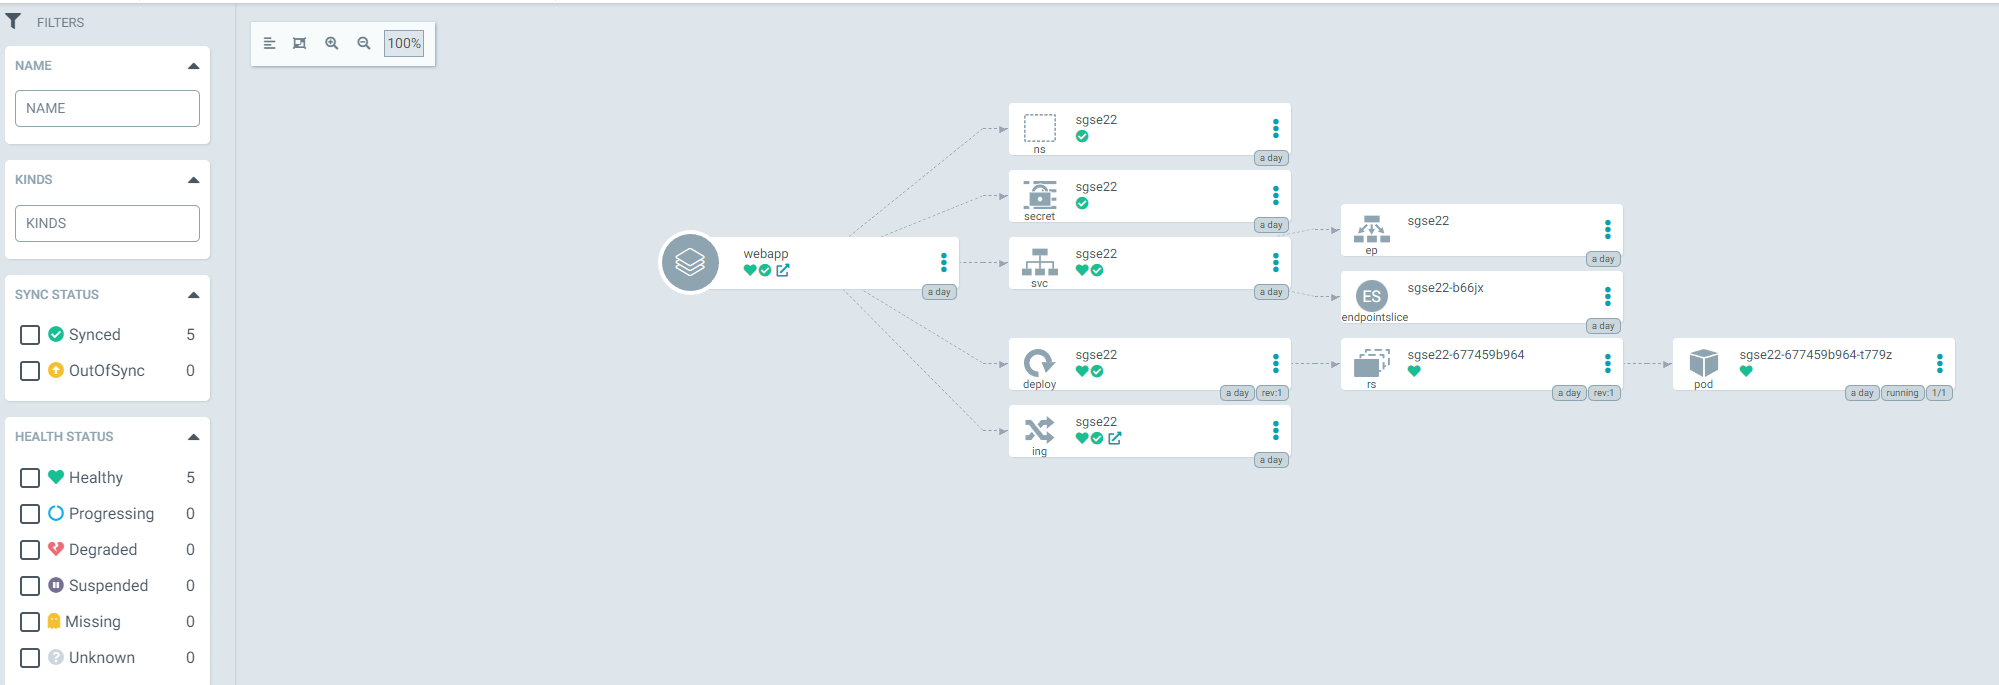 FILTERS
NAME
NAME
KINDS
KINDS
SYNC STATUS
Synced 5
OutOfSync 0
HEALTH STATUS
Healthy 5
Progressing 0
Degraded 0
Suspended 0
Missing 0
Unknown 0
100%
webapp
a day
sgse22
ns
a day
sgse22
secret
a day
sgse22
svc
a day
sgse22
deploy
a day rev:1
sgse22
ing
a day
sgse22
ep
a day
ES
sgse22-b66jx
endpointslice
a day
sgse22-677459b964
rs
a day rev:1
sgse22-677459b964-t779z
pod
a day running 1/1